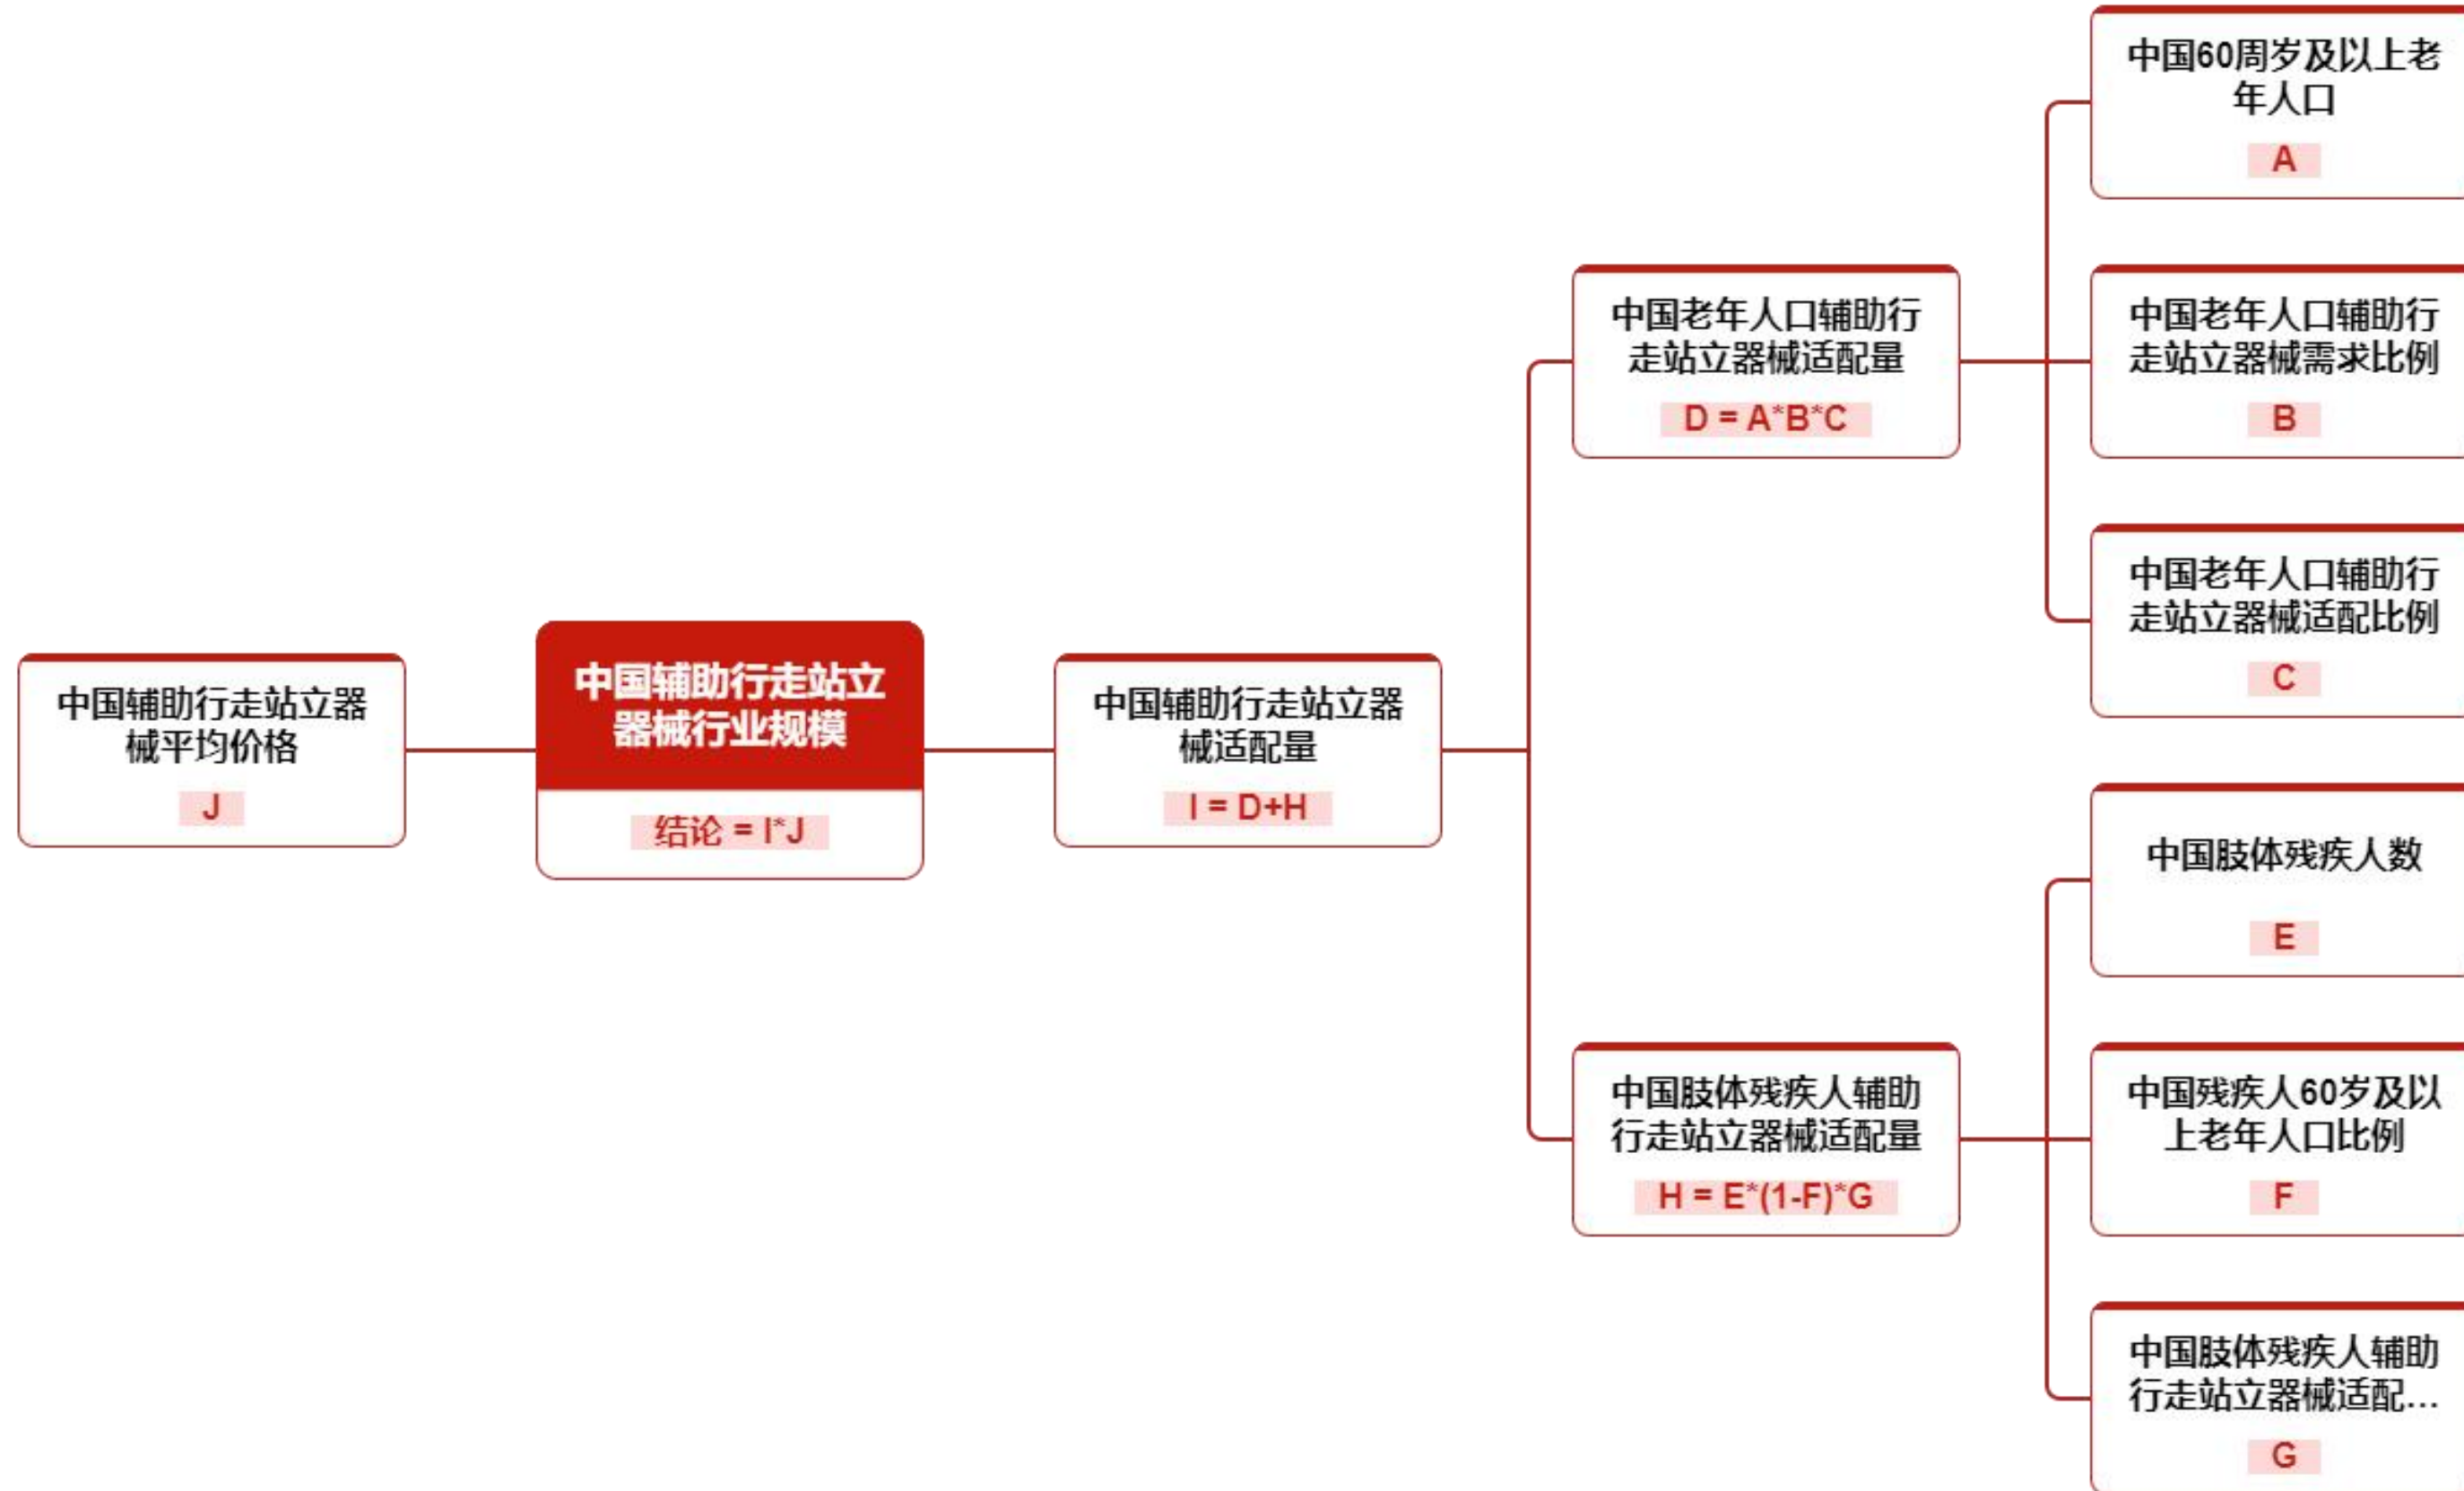 中国60周岁及以上老
年人口
A
中国老年人口辅助行
走站立器械适配量
D = A*B*C
中国老年人口辅助行
走站立器械需求比例
B
中国老年人口辅助行
走站立器械适配比例
C
中国辅助行走站立器
械平均价格
J
中国辅助行走站立
器械行业规模
结论 = I*J
中国辅助行走站立器
械适配量
I = D+H
中国肢体残疾人数
E
中国肢体残疾人辅助
行走站立器械适配量
H = E*(1-F)*G
中国残疾人60岁及以
上老年人口比例
F
中国肢体残疾人辅助
行走站立器械适配...
G